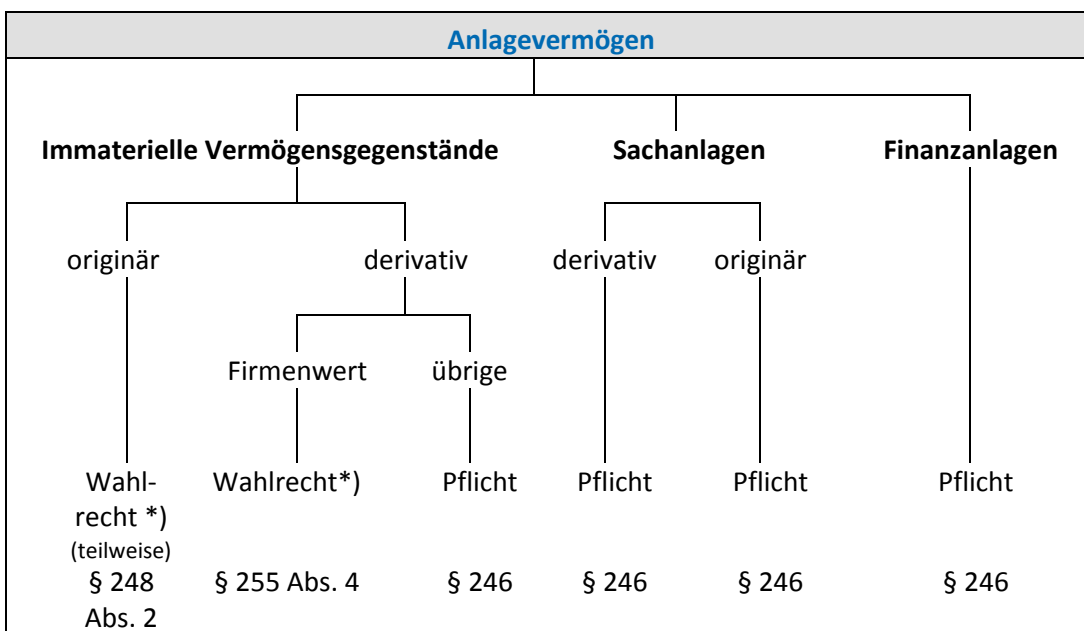 Anlagevermögen
Immaterielle Vermögensgegenstände Sachanlagen Finanzanlagen
originär derivativ derivativ originär
Firmenwert übrige
Wahl- Wahlrecht*) Pflicht Pflicht Pflicht Pflicht
recht *)
(teilweise)
§ 248 § 255 Abs. 4 § 246 § 246 § 246 § 246
Abs. 2